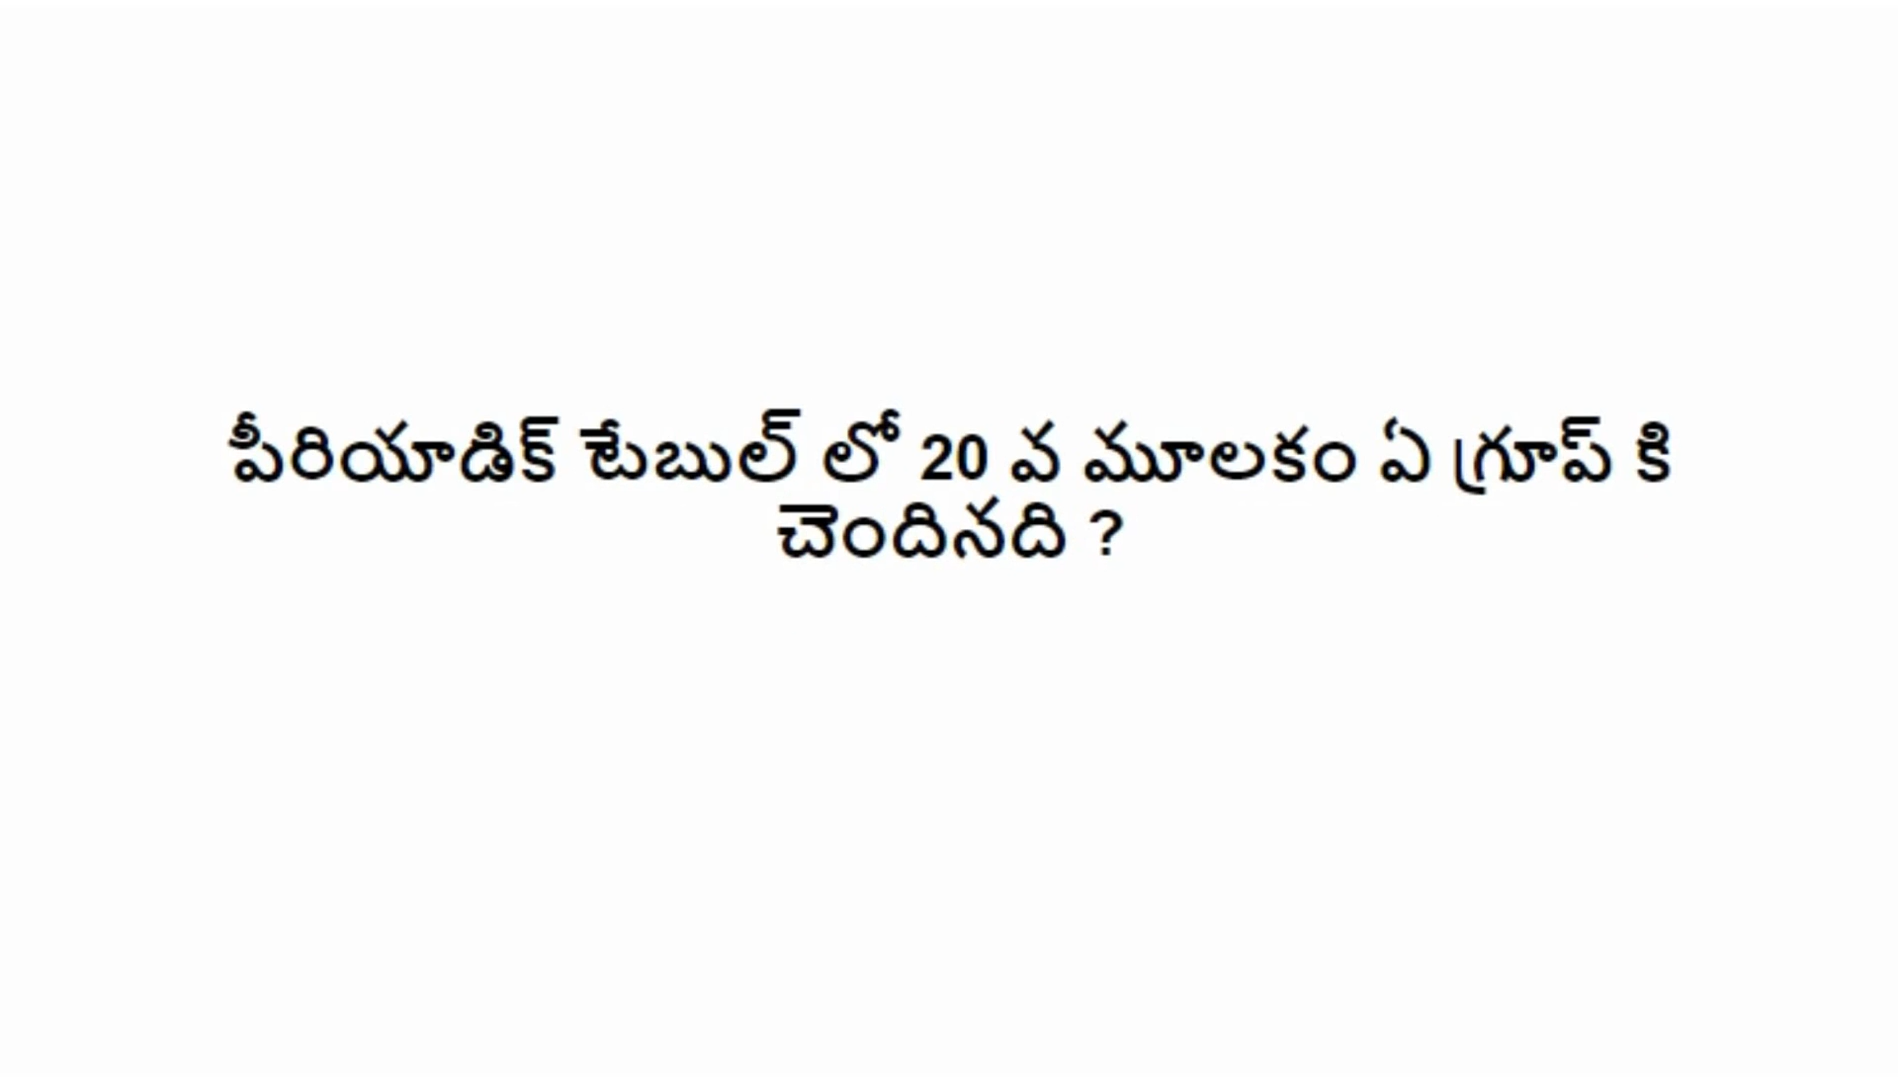 పీరియాడిక్ టేబుల్ లో 20 వ మూలకం ఏ గ్రూప్ కి
చెందినది ?